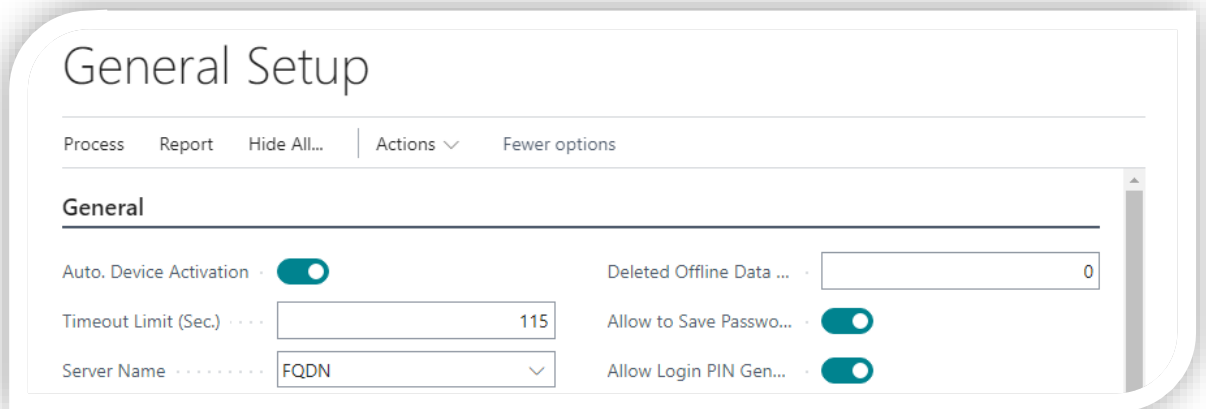 General Setup
Process Report Hide All... Actions Fewer options
General
Auto. Device Activation
Deleted Offline Data ... 0
Timeout Limit (Sec.) 115
Allow to Save Passwo...
Server Name FQDN
Allow Login PIN Gen...